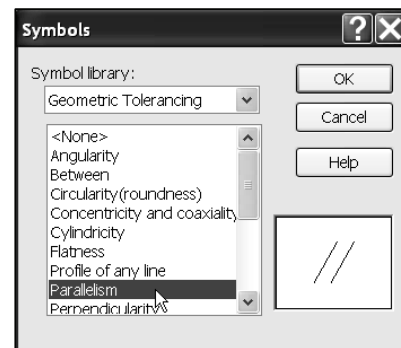 Symbols
Symbol library:
Geometric Tolerancing
<None>
Angularity
Between
Circularity(roundness)
Concentricity and coaxiality
Cylindricity
Flatness
Profile of any line
Parallelism
Perpendicularity
OK
Cancel
Help